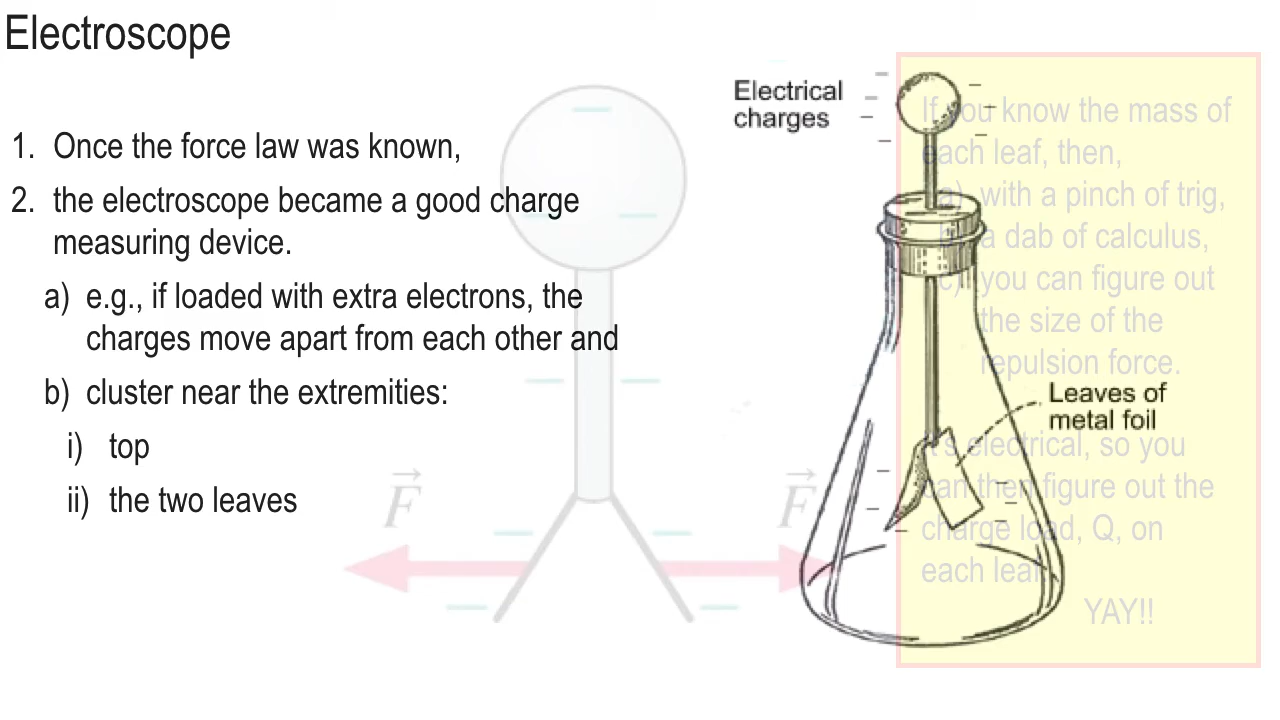 Electroscope
1. Once the force law was known,
2. the electroscope became a good charge
measuring device.
a) e.g., if loaded with extra electrons, the
charges move apart from each other and
b) cluster near the extremities:
i) top
ii) the two leaves
F
F
Electrical
charges
Leaves of
metal foil
If you know the mass of
each leaf, then,
a) with a pinch of trig,
b) a dab of calculus,
c) you can figure out
the size of the
repulsion force.
It's electrical, so you
can then figure out the
charge load, Q, on
each leaf.
YAY!!